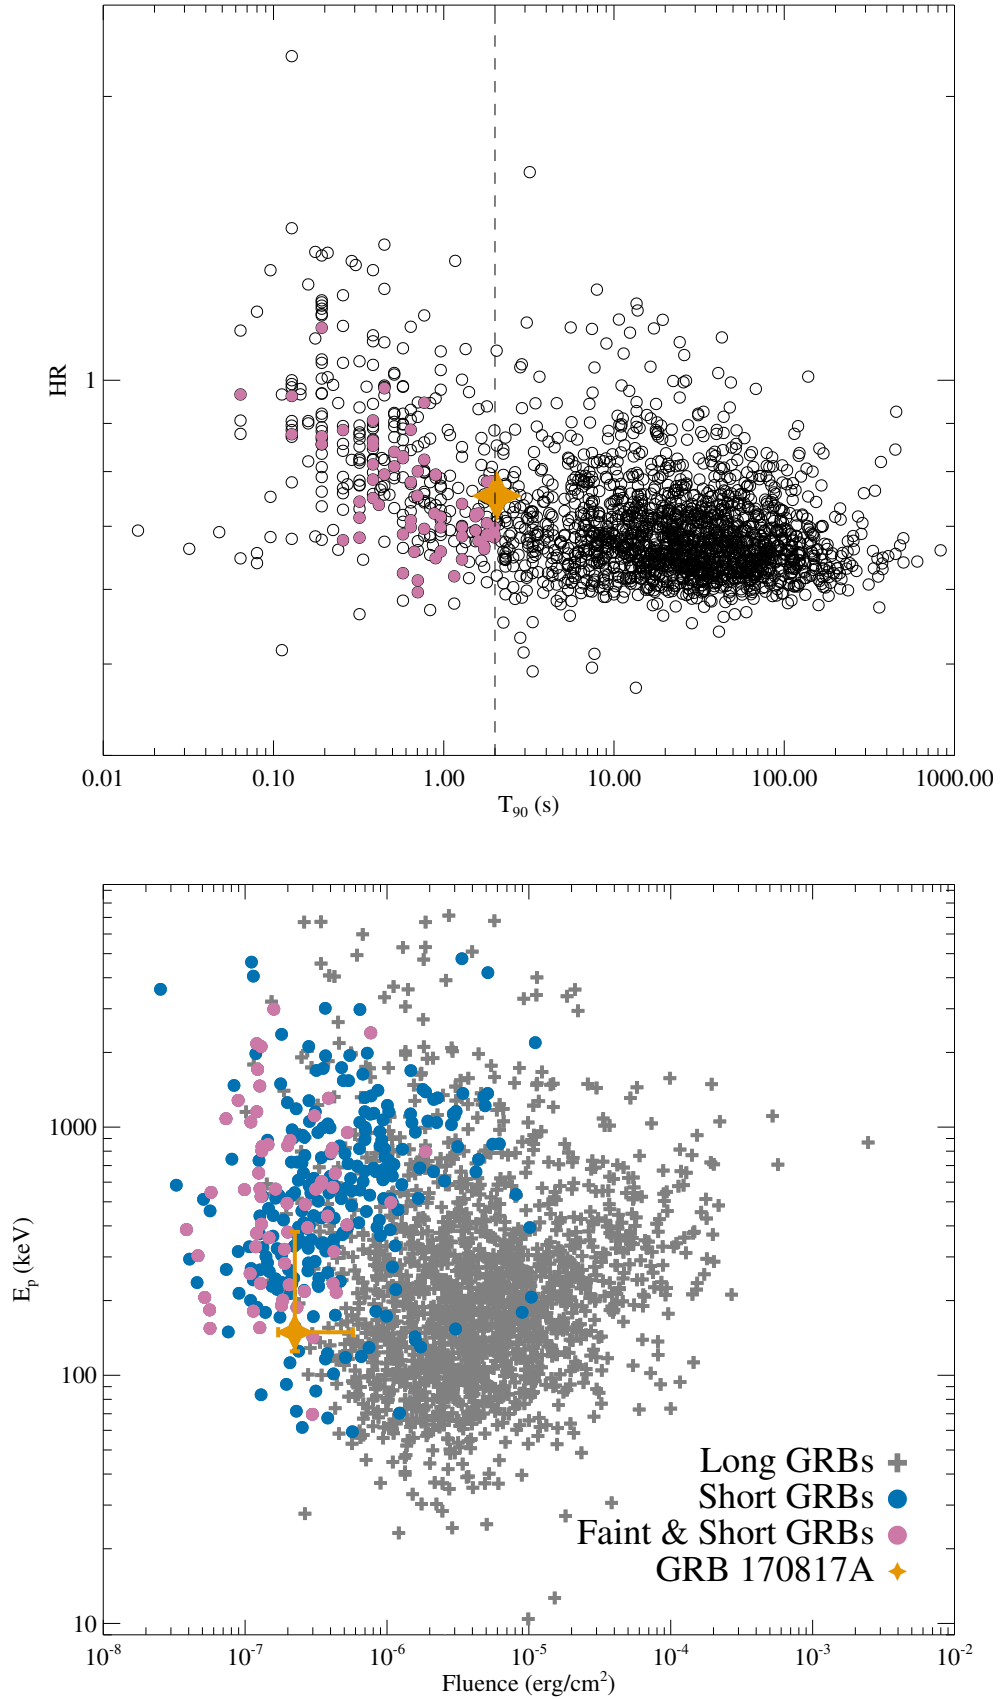 HR
1
0.01 0.10 1.00 10.00 100.00 1000.00
T90 (s)
1000
Ep (keV)
100
10
Long GRBs
Short GRBs
Faint & Short GRBs
GRB 170817A
10-8 10-7 10-6 10-5 10-4 10-3 10-2
Fluence (erg/cm2)